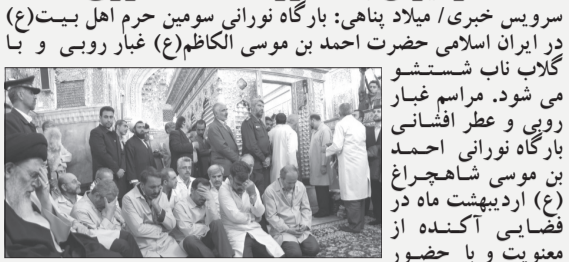 سرویس خبری/ میلاد پناهی: بارگاه نورانی سومین حرم اهل بیت(ع)
در ایران اسلامی حضرت احمد بن موسی الکاظم(ع) غبار روبی و با
گلاب ناب شستشو
می شود. مراسم غبار
روبی و عطر افشانی
بارگاه نورانی احمد
بن موسی شاهچراغ
(ع) اردیبهشت ماه در
فضایی آکنده از
معنویت و با حضور